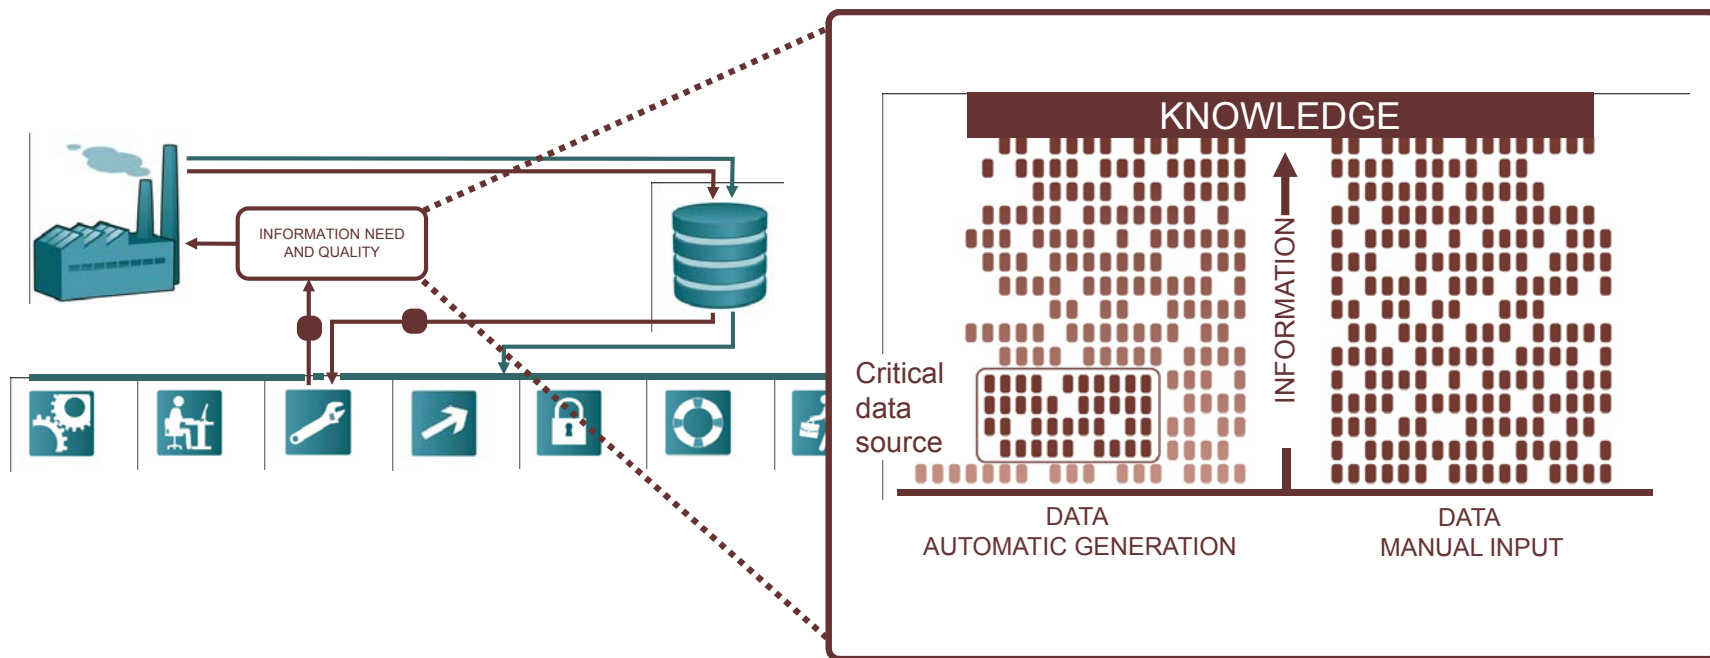 INFORMATION NEED
AND QUALITY
KNOWLEDGE
INFORMATION
Critical
data
source
DATA
AUTOMATIC GENERATION
DATA
MANUAL INPUT